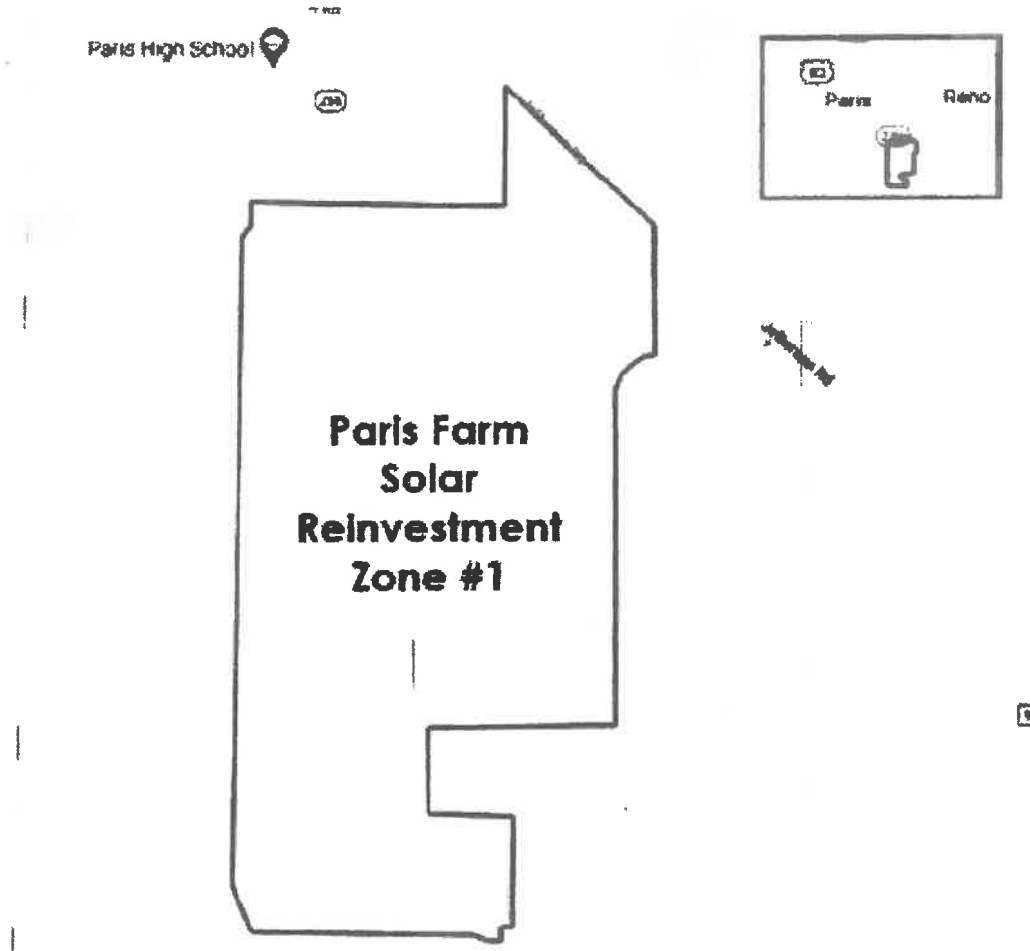 Paris High School
Paris Reno
Paris Farm
Solar
Reinvestment
Zone #1